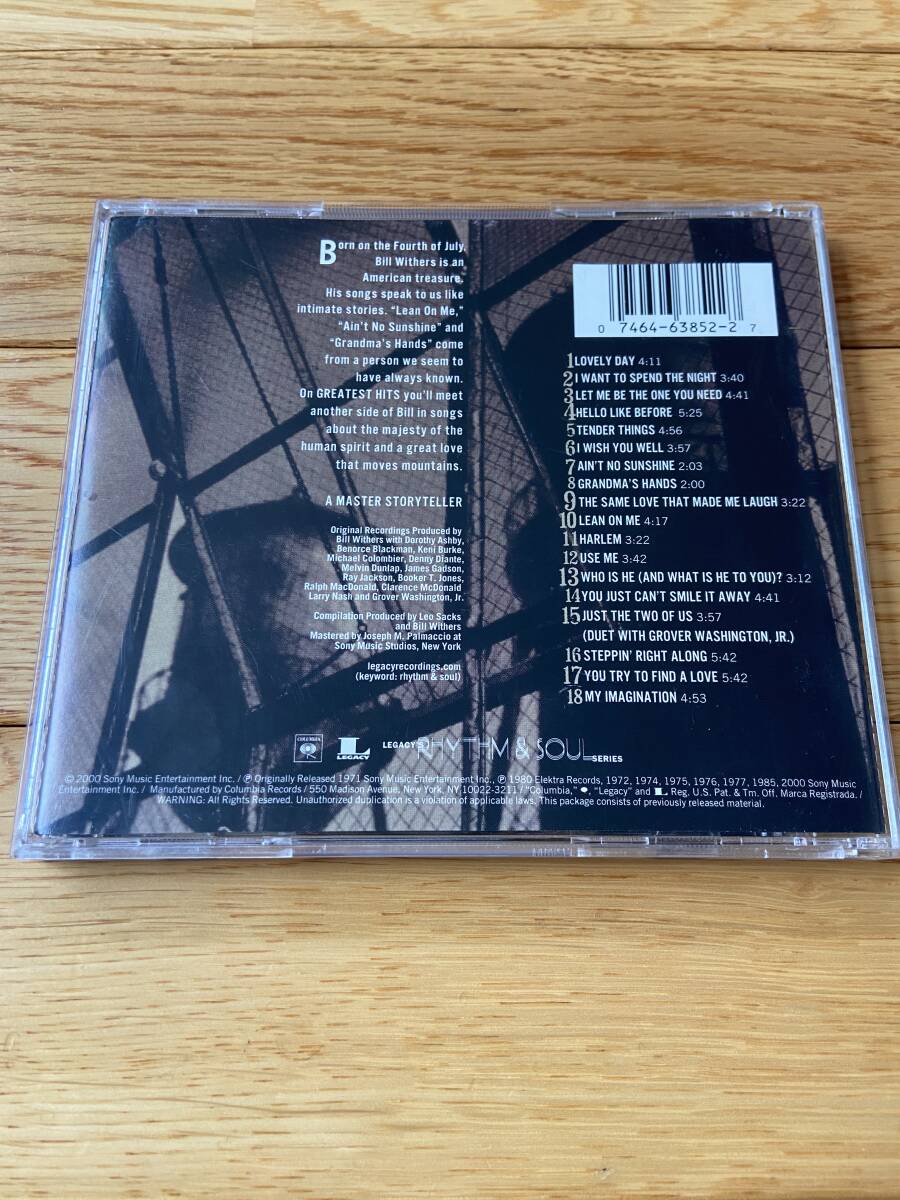 Born on the Fourth of July,
Bill Withers is an
American treasure.
His songs speak to us like
intimate stories. "Lean On Me,"
"Ain't No Sunshine" and
"Grandma's Hands" come
from a person we seem to
have always known.
On GREATEST HITS you'll meet
another side of Bill in songs
about the majesty of the
human spirit and a great love
that moves mountains.
A MASTER STORYTELLER
Original Recordings Produced by
Bill Withers with Dorothy Ashby,
Benorce Blackman, Keni Burke,
Michael Colombier, Denny Diante,
Melvin Dunlap, James Gadson,
Ray Jackson, Booker T. Jones,
Ralph MacDonald, Clarence McDonald
Larry Nash and Grover Washington, Jr.
Compilation Produced by Leo Sacks
and Bill Withers
Mastered by Joseph M. Palmaccio at
Sony Music Studios, New York
legacyrecordings.com
(keyword: rhythm & soul)
0 7464-63852-2 7
1 LOVELY DAY 4:11
2 I WANT TO SPEND THE NIGHT 3:40
3 LET ME BE THE ONE YOU NEED 4:41
4 HELLO LIKE BEFORE 5:25
5 TENDER THINGS 4:56
6 I WISH YOU WELL 3:57
7 AIN'T NO SUNSHINE 2:03
8 GRANDMA'S HANDS 2:00
9 THE SAME LOVE THAT MADE ME LAUGH 3:22
10 LEAN ON ME 4:17
11 HARLEM 3:22
12 USE ME 3:42
13 WHO IS HE (AND WHAT IS HE TO YOU)? 3:12
14 YOU JUST CAN'T SMILE IT AWAY 4:41
15 JUST THE TWO OF US 3:57
(DUET WITH GROVER WASHINGTON, JR.)
16 STEPPIN' RIGHT ALONG 5:42
17 YOU TRY TO FIND A LOVE 5:42
18 MY IMAGINATION 4:53
COLUMBIA
L LEGACY
LEGACY'S RHYTHM & SOUL SERIES
© 2000 Sony Music Entertainment Inc. / ℗ Originally Released 1971 Sony Music Entertainment Inc., ℗ 1980 Elektra Records, 1972, 1974, 1975, 1976, 1977, 1985, 2000 Sony Music
Entertainment Inc. / Manufactured by Columbia Records / 550 Madison Avenue, New York, NY 10022-3211 / "Columbia," , "Legacy" and L Reg. U.S. Pat. & Tm. Off. Marca Registrada. /
WARNING: All Rights Reserved. Unauthorized duplication is a violation of applicable laws. This package consists of previously released material.